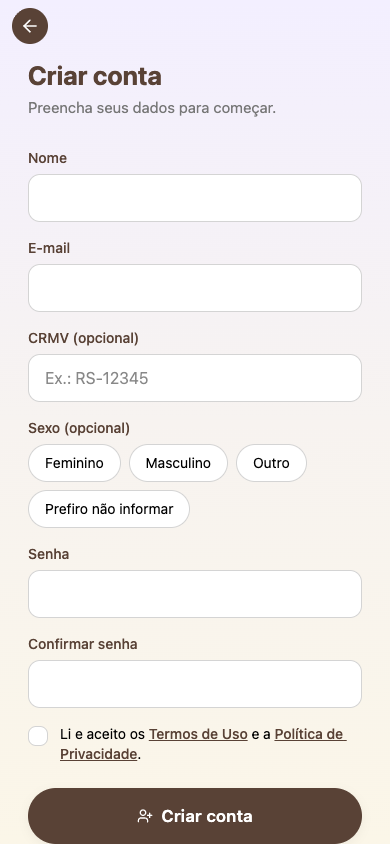 Criar conta
Preencha seus dados para começar.
Nome
E-mail
CRMV (opcional)
Ex.: RS-12345
Sexo (opcional)
Feminino
Masculino
Outro
Prefiro não informar
Senha
Confirmar senha
Li e aceito os Termos de Uso e a Política de
Privacidade.
Criar conta